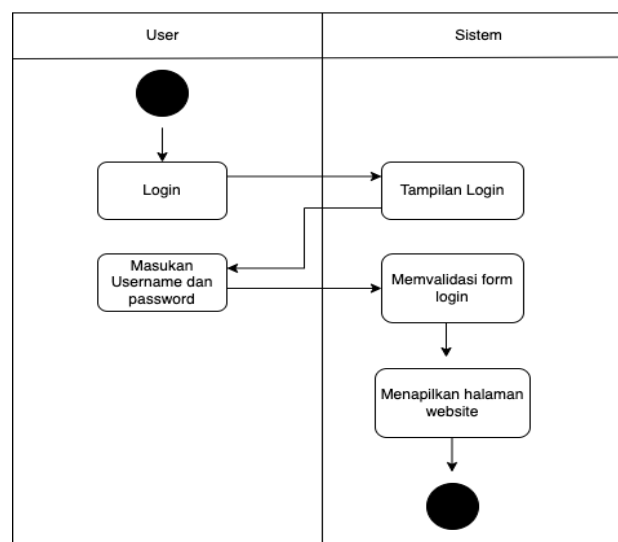 User
Sistem
Login
Tampilan Login
Masukan
Username dan
password
Memvalidasi form
login
Menapilkan halaman
website